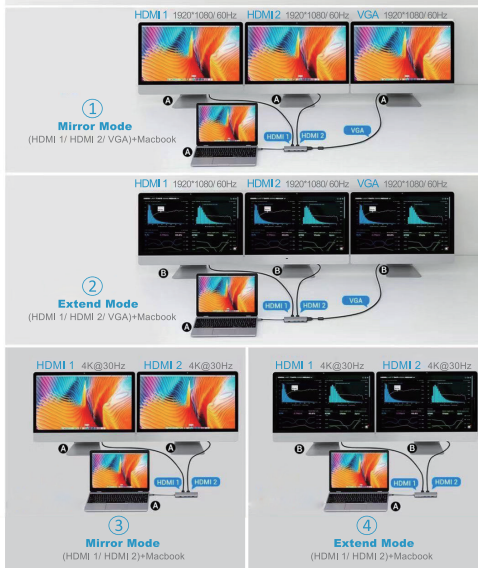 HDMI 1 1920*1080/ 60Hz HDMI 2 1920*1080/ 60Hz VGA 1920*1080/ 60Hz
A A A
①
Mirror Mode
(HDMI 1/ HDMI 2/ VGA)+Macbook
HDMI 1 HDMI 2 VGA
A
HDMI 1 1920*1080/ 60Hz HDMI 2 1920*1080/ 60Hz VGA 1920*1080/ 60Hz
B B B
②
Extend Mode
(HDMI 1/ HDMI 2/ VGA)+Macbook
HDMI 1 HDMI 2 VGA
A
HDMI 1 4K@30Hz HDMI 2 4K@30Hz
A A
HDMI 1 HDMI 2
A
③
Mirror Mode
(HDMI 1/ HDMI 2)+Macbook
HDMI 1 4K@30Hz HDMI 2 4K@30Hz
B B
HDMI 1 HDMI 2
A
④
Extend Mode
(HDMI 1/ HDMI 2)+Macbook